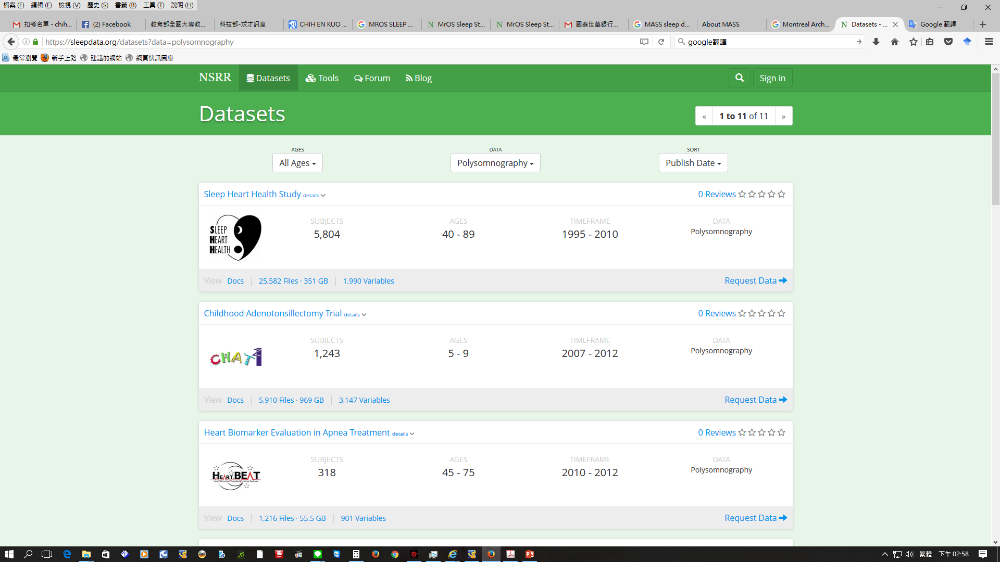 檔案 (F) 編輯 (E) 檢視 (V) 歷史 (S) 書籤 (B) 工具 (T) 說明 (H)
扣考名單 - chih... (2) Facebook 教育部全國大專教... 科技部-求才訊息 CHIH EN KUO ... MROS SLEEP ... MrOS Sleep St... MrOS Sleep St... 國泰世華銀行... MASS sleep d... About MASS Montreal Arch... Datasets - ... Google 翻譯
https://sleepdata.org/datasets?data=polysomnography google翻譯
最常瀏覽 新手上路 建議的網站 網頁快訊圖庫
NSRR Datasets Tools Forum Blog Sign in
Datasets « 1 to 11 of 11 »
AGES DATA SORT
All Ages Polysomnography Publish Date
Sleep Heart Health Study details 0 Reviews
SLEEP HEART HEALTH
SUBJECTS AGES TIMEFRAME DATA
5,804 40 - 89 1995 - 2010 Polysomnography
View Docs | 25,582 Files · 351 GB | 1,990 Variables Request Data
Childhood Adenotonsillectomy Trial details 0 Reviews
CHAT
SUBJECTS AGES TIMEFRAME DATA
1,243 5 - 9 2007 - 2012 Polysomnography
View Docs | 5,910 Files · 969 GB | 3,147 Variables Request Data
Heart Biomarker Evaluation in Apnea Treatment details 0 Reviews
HEARTBEAT
Heart Biomarker Evaluation in Apnea Treatment
SUBJECTS AGES TIMEFRAME DATA
318 45 - 75 2010 - 2012 Polysomnography
View Docs | 1,216 Files · 55.5 GB | 901 Variables Request Data
繁體 下午 02:58